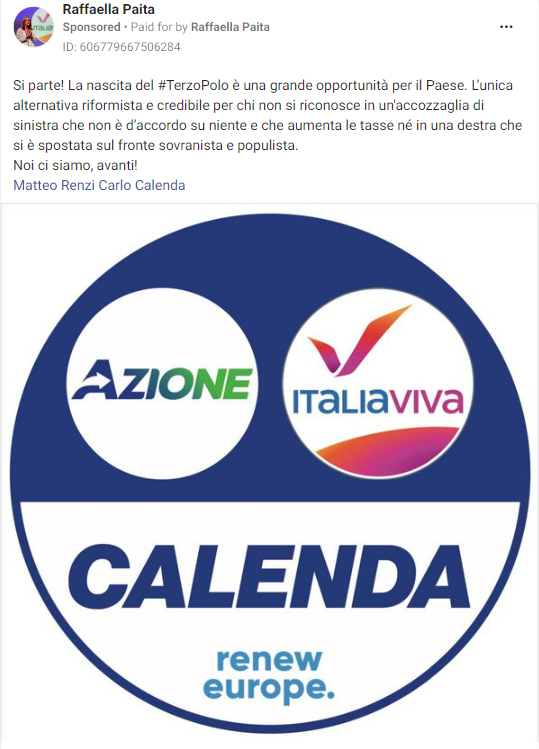 Raffaella Paita
Sponsored • Paid for by Raffaella Paita
ID: 606779667506284
Si parte! La nascita del #TerzoPolo è una grande opportunità per il Paese. L'unica
alternativa riformista e credibile per chi non si riconosce in un'accozzaglia di
sinistra che non è d'accordo su niente e che aumenta le tasse né in una destra che
si è spostata sul fronte sovranista e populista.
Noi ci siamo, avanti!
Matteo Renzi Carlo Calenda
AZIONE
ITALIAVIVA
CALENDA
renew
europe.